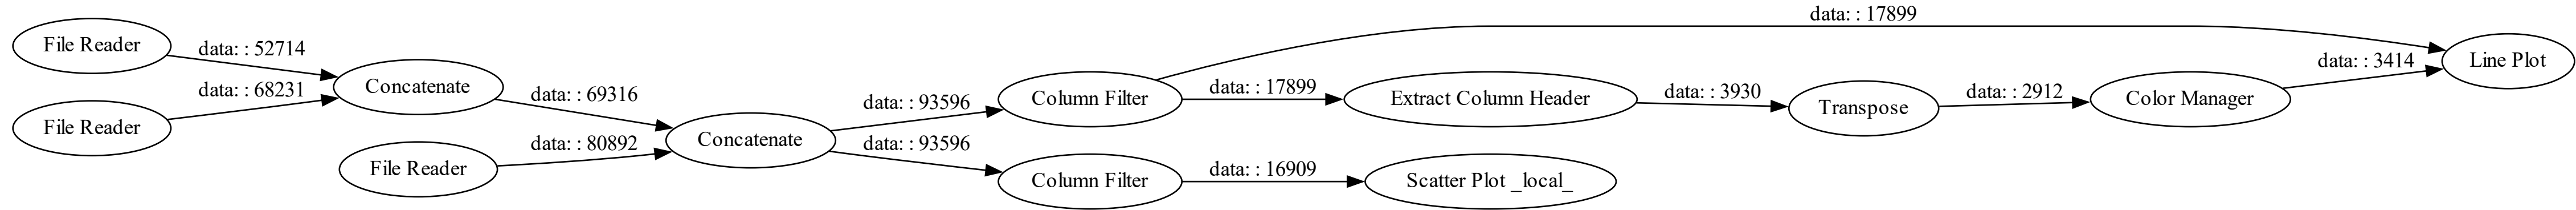 File Reader
data: : 52714
File Reader
data: : 68231
Concatenate
data: : 69316
File Reader
data: : 80892
Concatenate
data: : 93596
data: : 93596
Column Filter
data: : 17899
data: : 17899
Extract Column Header
data: : 3930
Transpose
data: : 2912
Color Manager
data: : 3414
Line Plot
Column Filter
data: : 16909
Scatter Plot _local_